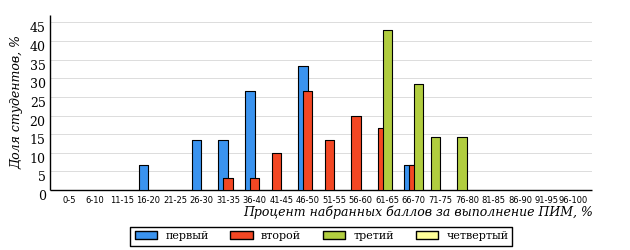 Доля студентов, %
45
40
35
30
25
20
15
10
5
0
0-5 6-10 11-15 16-20 21-25 26-30 31-35 36-40 41-45 46-50 51-55 56-60 61-65 66-70 71-75 76-80 81-85 86-90 91-95 96-100
Процент набранных баллов за выполнение ПИМ, %
первый второй третий четвертый